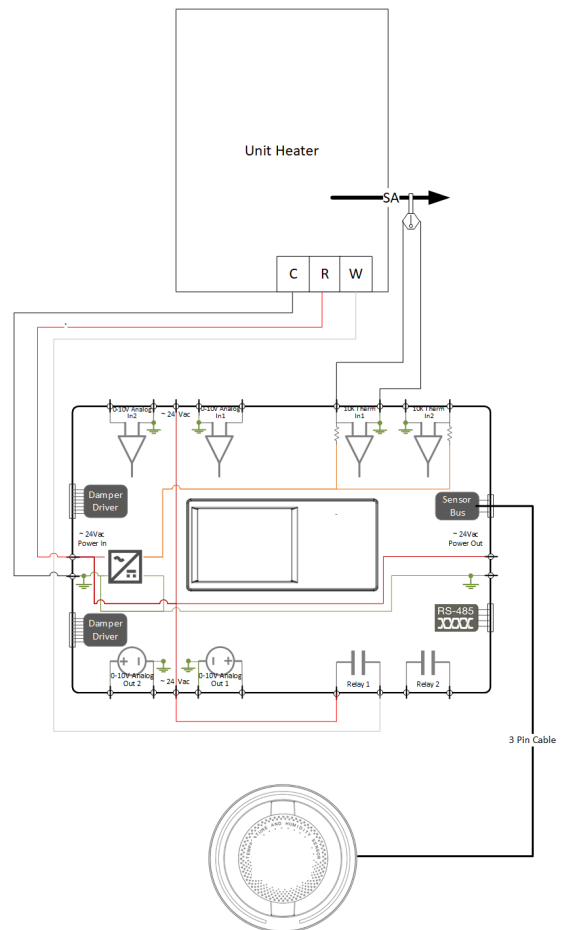 Unit Heater
SA
C
R
W
0-10V Analog
In2
~ 24 Vac
0-10V Analog
In1
10K Therm
In1
10K Therm
In2
Damper
Driver
Sensor
Bus
~ 24Vac
Power In
~ 24Vac
Power Out
Damper
Driver
RS-485
0-10V Analog
Out 2
~ 24 Vac
0-10V Analog
Out 1
Relay 1
Relay 2
3 Pin Cable
AND HUMIDITY